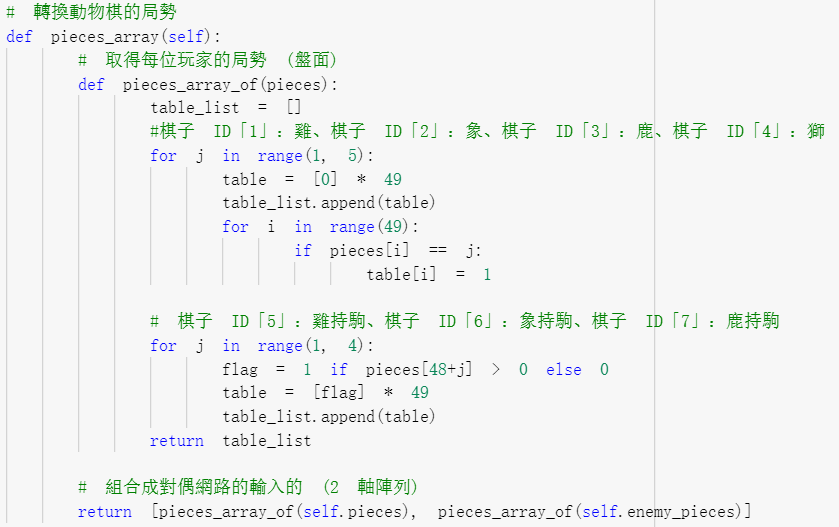 #  轉換動物棋的局勢
def  pieces_array(self):
        #  取得每位玩家的局勢  (盤面)
        def  pieces_array_of(pieces):
                table_list  =  []
                #棋子  ID「1」: 雞、棋子  ID「2」: 象、棋子  ID「3」: 鹿、棋子  ID「4」: 獅
                for  j  in  range(1,  5):
                        table  =  [0]  *  49
                        table_list.append(table)
                        for  i  in  range(49):
                                if  pieces[i]  ==  j:
                                        table[i]  =  1
                #  棋子  ID「5」: 雞持駒、棋子  ID「6」: 象持駒、棋子  ID「7」: 鹿持駒
                for  j  in  range(1,  4):
                        flag  =  1  if  pieces[48+j]  >  0  else  0
                        table  =  [flag]  *  49
                        table_list.append(table)
                return  table_list
        #  組合成對偶網路的輸入的  (2  軸陣列)
        return  [pieces_array_of(self.pieces),  pieces_array_of(self.enemy_pieces)]